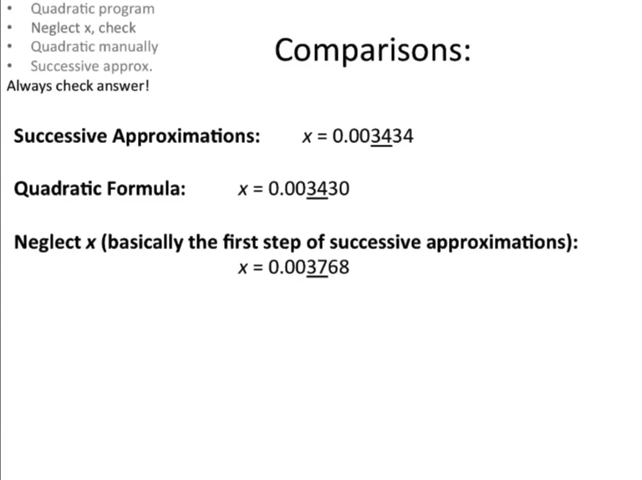 • Quadratic program
• Neglect x, check
• Quadratic manually
• Successive approx.
Always check answer!
Comparisons:
Successive Approximations: x = 0.003434
Quadratic Formula: x = 0.003430
Neglect x (basically the first step of successive approximations):
x = 0.003768